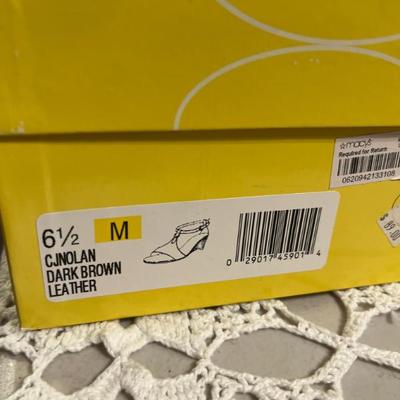 ☆macy's
Required for Return
0620942133108
6½ M
CJNOLAN
DARK BROWN
LEATHER
0 29017 45901 4